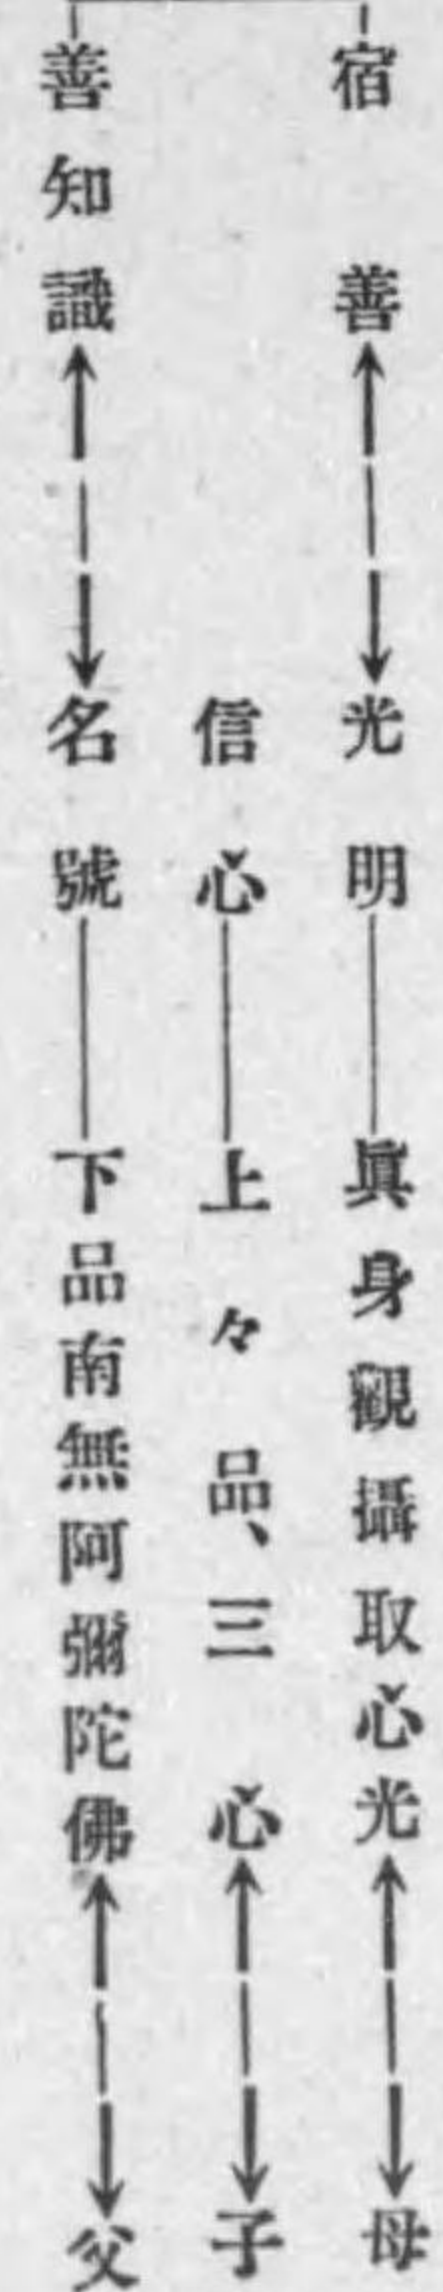 宿善 光明 眞身觀攝取心光 母
信心 上々品、三心 子
善知識 名號 下品南無阿彌陀佛 父